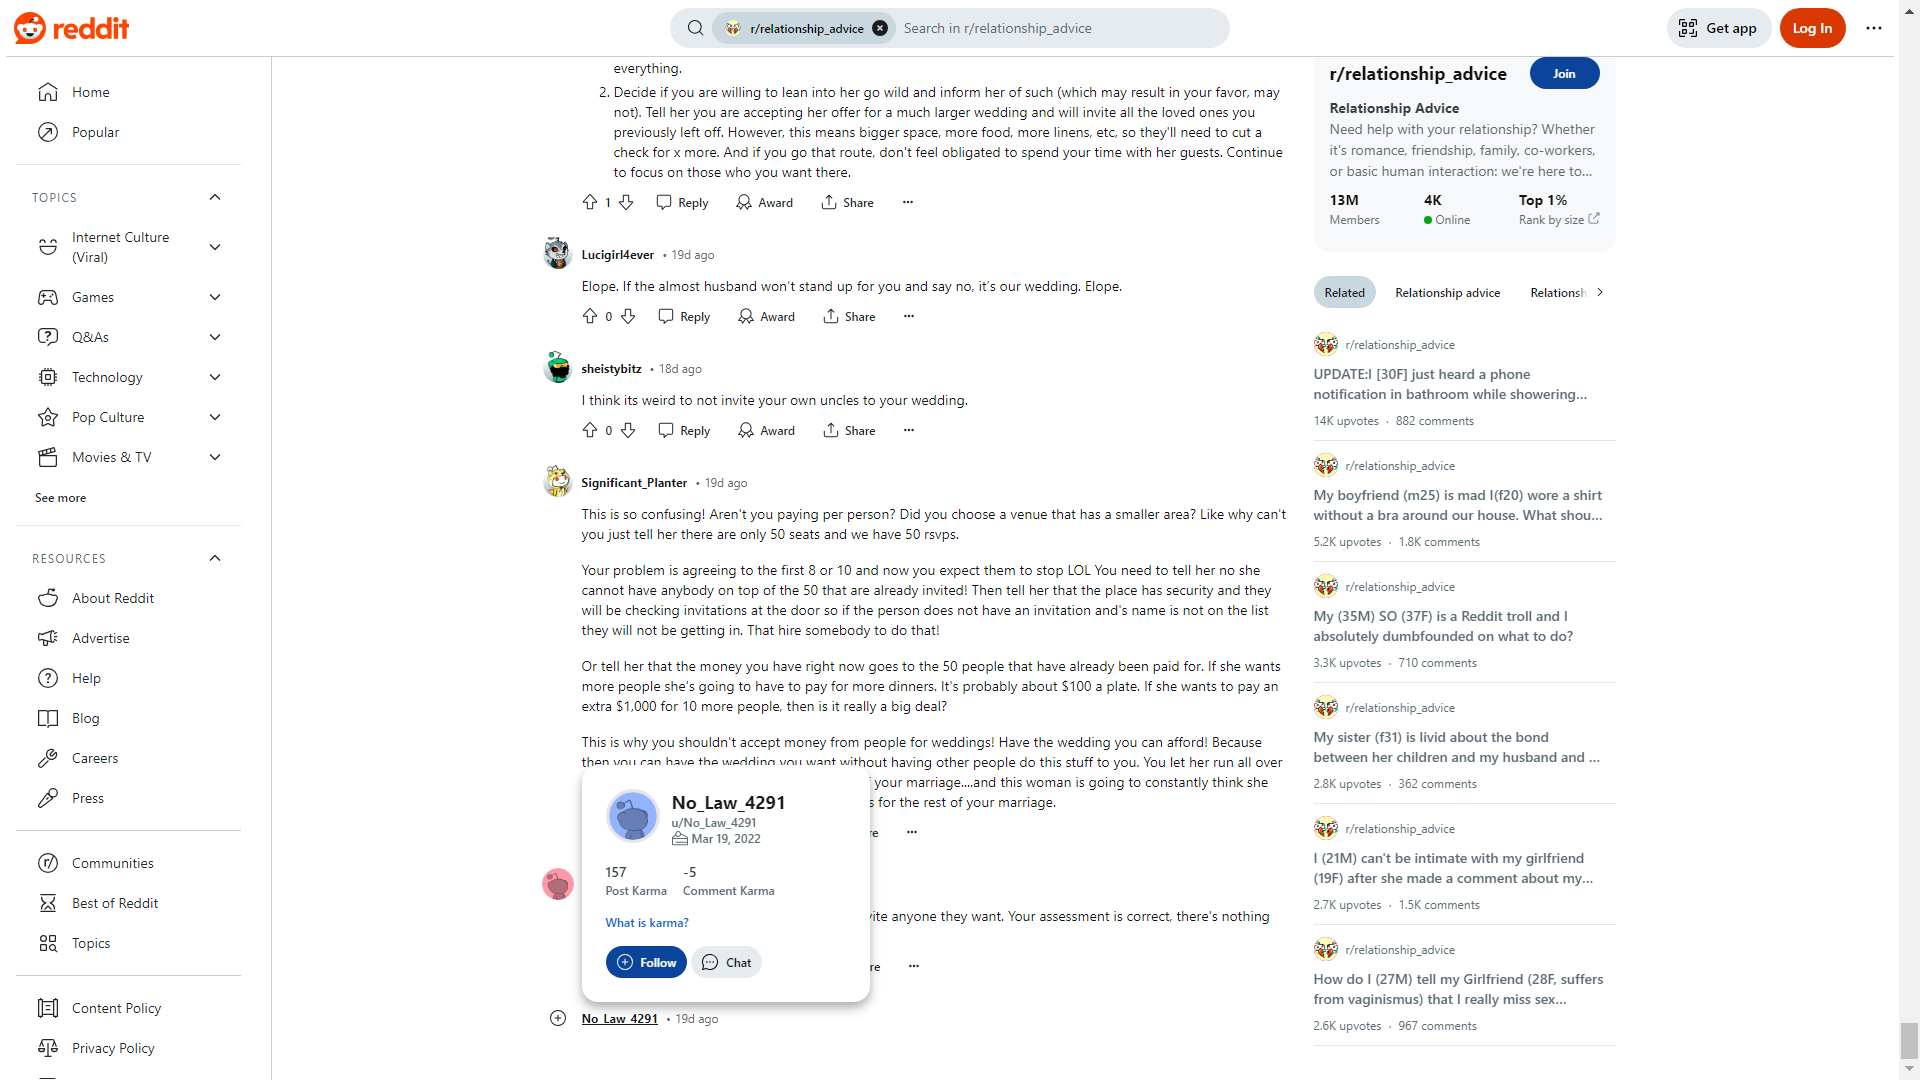 reddit
r/relationship_advice
Search in r/relationship_advice
Get app
Log In
Home
Popular
TOPICS
Internet Culture
(Viral)
Games
Q&As
Technology
Pop Culture
Movies & TV
See more
RESOURCES
About Reddit
Advertise
Help
Blog
Careers
Press
Communities
Best of Reddit
Topics
Content Policy
Privacy Policy
everything.
2. Decide if you are willing to lean into her go wild and inform her of such (which may result in your favor, may
not). Tell her you are accepting her offer for a much larger wedding and will invite all the loved ones you
previously left off. However, this means bigger space, more food, more linens, etc, so they'll need to cut a
check for x more. And if you go that route, don't feel obligated to spend your time with her guests. Continue
to focus on those who you want there.
1 Reply Award Share
Lucigirl4ever • 19d ago
Elope. If the almost husband won’t stand up for you and say no, it’s our wedding. Elope.
0 Reply Award Share
sheistybitz • 18d ago
I think its weird to not invite your own uncles to your wedding.
0 Reply Award Share
Significant_Planter • 19d ago
This is so confusing! Aren't you paying per person? Did you choose a venue that has a smaller area? Like why can't
you just tell her there are only 50 seats and we have 50 rsvps.
Your problem is agreeing to the first 8 or 10 and now you expect them to stop LOL You need to tell her no she
cannot have anybody on top of the 50 that are already invited! Then tell her that the place has security and they
will be checking invitations at the door so if the person does not have an invitation and's name is not on the list
they will not be getting in. That hire somebody to do that!
Or tell her that the money you have right now goes to the 50 people that have already been paid for. If she wants
more people she's going to have to pay for more dinners. It's probably about $100 a plate. If she wants to pay an
extra $1,000 for 10 more people, then is it really a big deal?
This is why you shouldn't accept money from people for weddings! Have the wedding you can afford! Because
then you can have the wedding you want without having other people do this stuff to you. You let her run all over
your marriage....and this woman is going to constantly think she
s for the rest of your marriage.
re
No_Law_4291
u/No_Law_4291
Mar 19, 2022
157 -5
Post Karma Comment Karma
What is karma?
Follow Chat
vite anyone they want. Your assessment is correct, there's nothing
re
No_Law_4291 • 19d ago
r/relationship_advice
Join
Relationship Advice
Need help with your relationship? Whether
it's romance, friendship, family, co-workers,
or basic human interaction: we're here to...
13M 4K Top 1%
Members Online Rank by size
Related Relationship advice Relationsh
r/relationship_advice
UPDATE:I [30F] just heard a phone
notification in bathroom while showering...
14K upvotes · 882 comments
r/relationship_advice
My boyfriend (m25) is mad I(f20) wore a shirt
without a bra around our house. What shou...
5.2K upvotes · 1.8K comments
r/relationship_advice
My (35M) SO (37F) is a Reddit troll and I
absolutely dumbfounded on what to do?
3.3K upvotes · 710 comments
r/relationship_advice
My sister (f31) is livid about the bond
between her children and my husband and ...
2.8K upvotes · 362 comments
r/relationship_advice
I (21M) can't be intimate with my girlfriend
(19F) after she made a comment about my...
2.7K upvotes · 1.5K comments
r/relationship_advice
How do I (27M) tell my Girlfriend (28F, suffers
from vaginismus) that I really miss sex...
2.6K upvotes · 967 comments